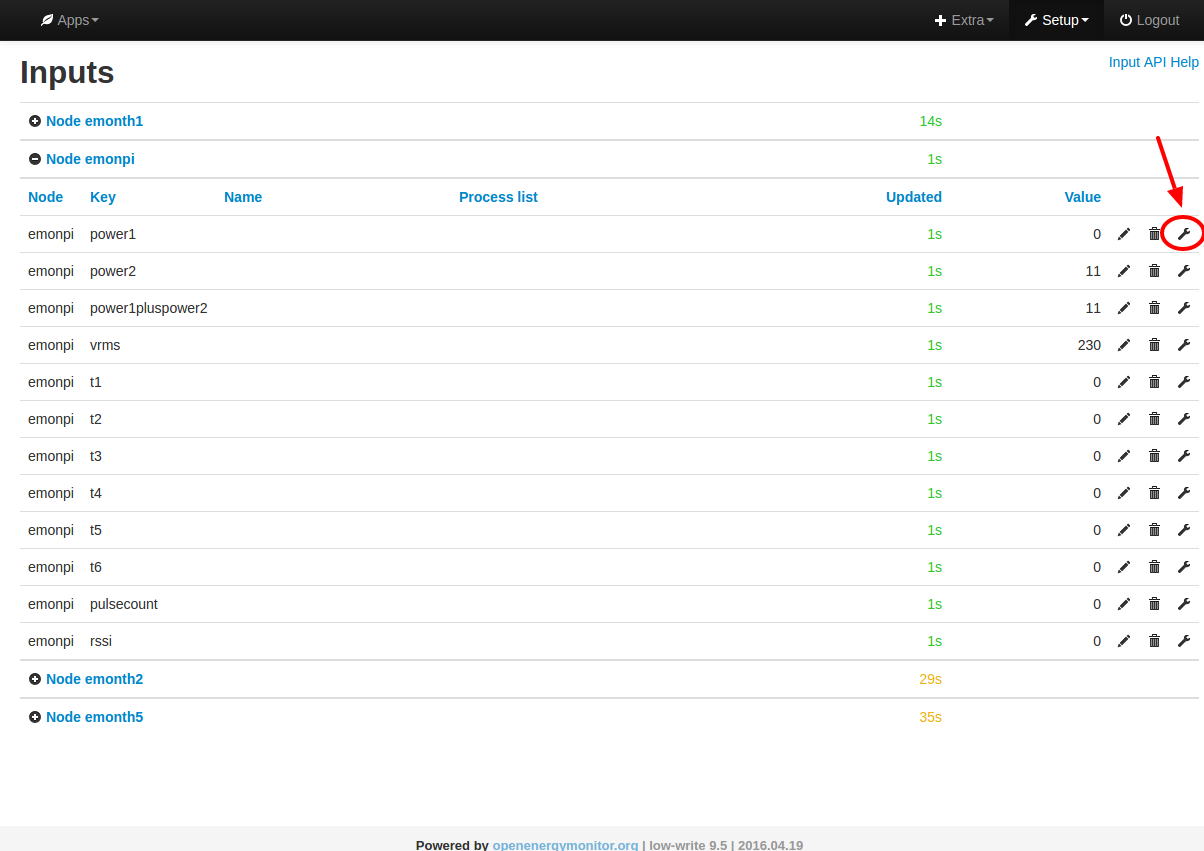 Apps Extra Setup Logout
Inputs Input API Help
Node emonth1 14s
Node emonpi 1s
Node Key Name Process list Updated Value
emonpi power1 1s 0
emonpi power2 1s 11
emonpi power1pluspower2 1s 11
emonpi vrms 1s 230
emonpi t1 1s 0
emonpi t2 1s 0
emonpi t3 1s 0
emonpi t4 1s 0
emonpi t5 1s 0
emonpi t6 1s 0
emonpi pulsecount 1s 0
emonpi rssi 1s 0
Node emonth2 29s
Node emonth5 35s
Powered by openenergymonitor.org | low-write 9.5 | 2016.04.19